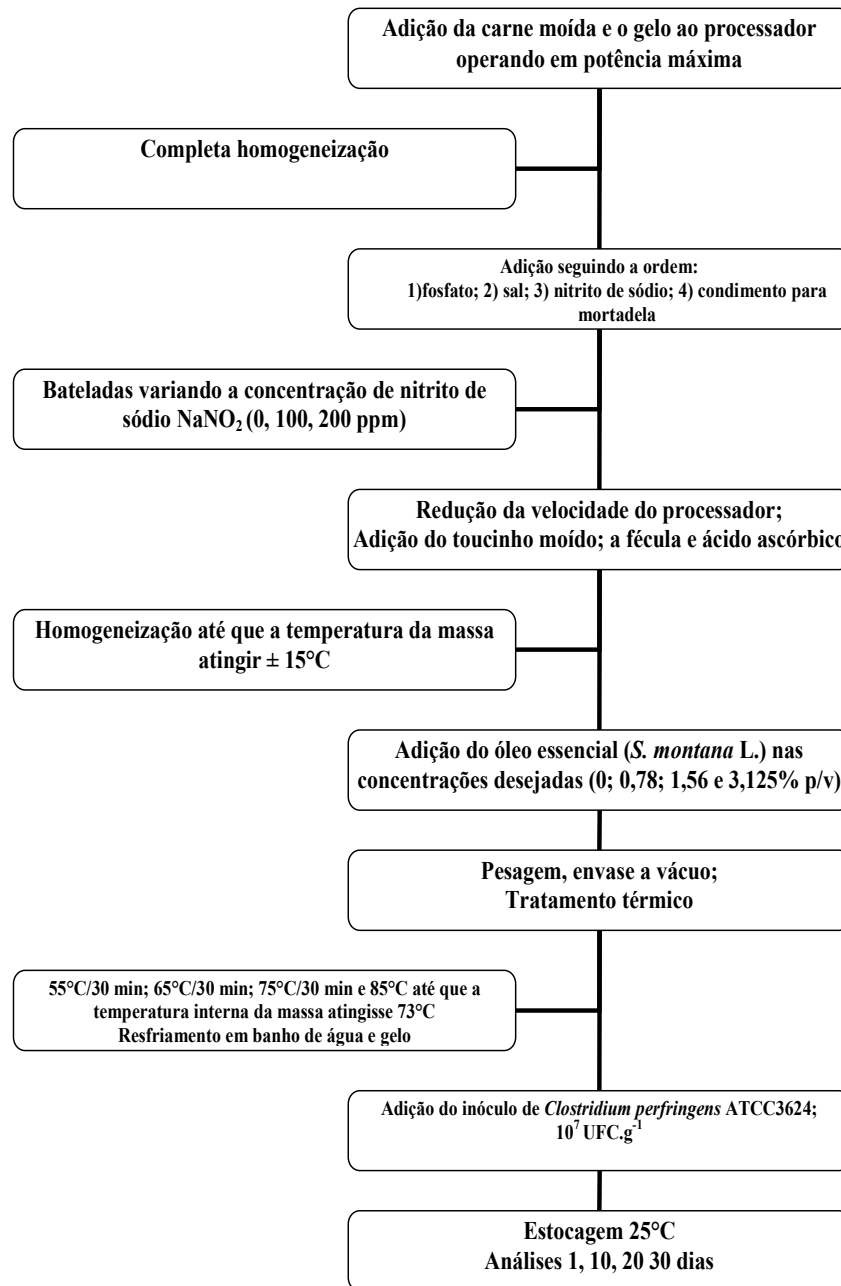 Adição da carne moída e o gelo ao processador
operando em potência máxima
Completa homogeneização
Adição seguindo a ordem:
1)fosfato; 2) sal; 3) nitrito de sódio; 4) condimento para
mortadela
Bateladas variando a concentração de nitrito de
sódio NaNO₂ (0, 100, 200 ppm)
Redução da velocidade do processador;
Adição do toucinho moído; a fécula e ácido ascórbico
Homogeneização até que a temperatura da massa
atingir ± 15°C
Adição do óleo essencial (S. montana L.) nas
concentrações desejadas (0; 0,78; 1,56 e 3,125% p/v)
Pesagem, envase a vácuo;
Tratamento térmico
55°C/30 min; 65°C/30 min; 75°C/30 min e 85°C até que a
temperatura interna da massa atingisse 73°C
Resfriamento em banho de água e gelo
Adição do inóculo de Clostridium perfringens ATCC3624;
10⁷ UFC.g⁻¹
Estocagem 25°C
Análises 1, 10, 20 30 dias